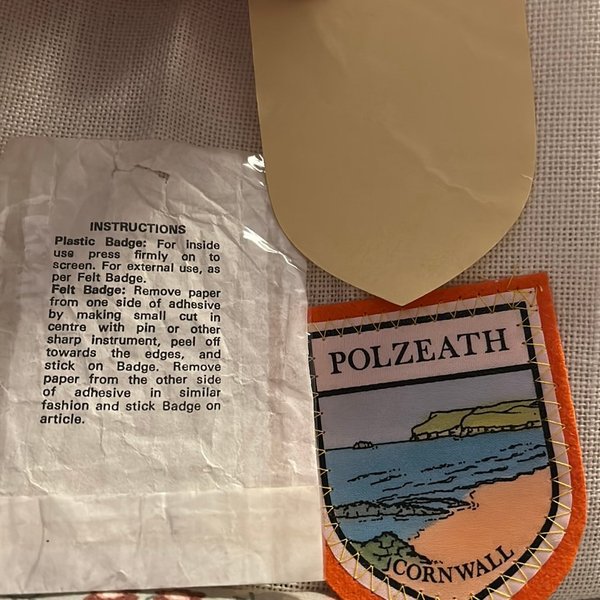 INSTRUCTIONS
Plastic Badge: For inside
use press firmly on to
screen. For external use, as
per Felt Badge.
Felt Badge: Remove paper
from one side of adhesive
by making small cut in
centre with pin or other
sharp instrument, peel off
towards the edges, and
stick on Badge. Remove
paper from the other side
of adhesive in similar
fashion and stick Badge on
article.
POLZEATH
CORNWALL